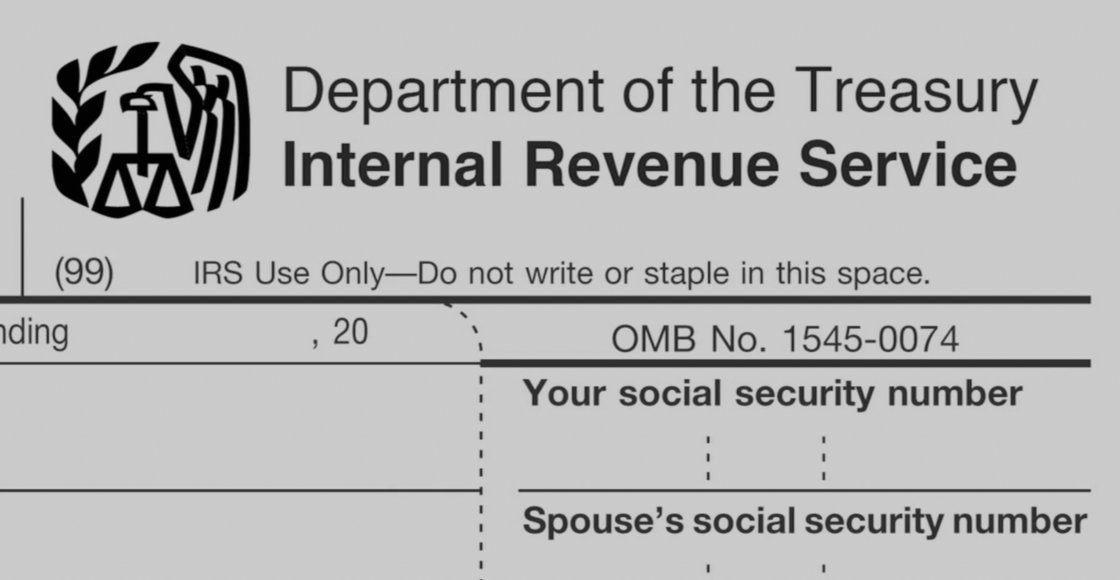 Department of the Treasury
Internal Revenue Service
(99) IRS Use Only—Do not write or staple in this space.
nding , 20 OMB No. 1545-0074
Your social security number
Spouse's social security number